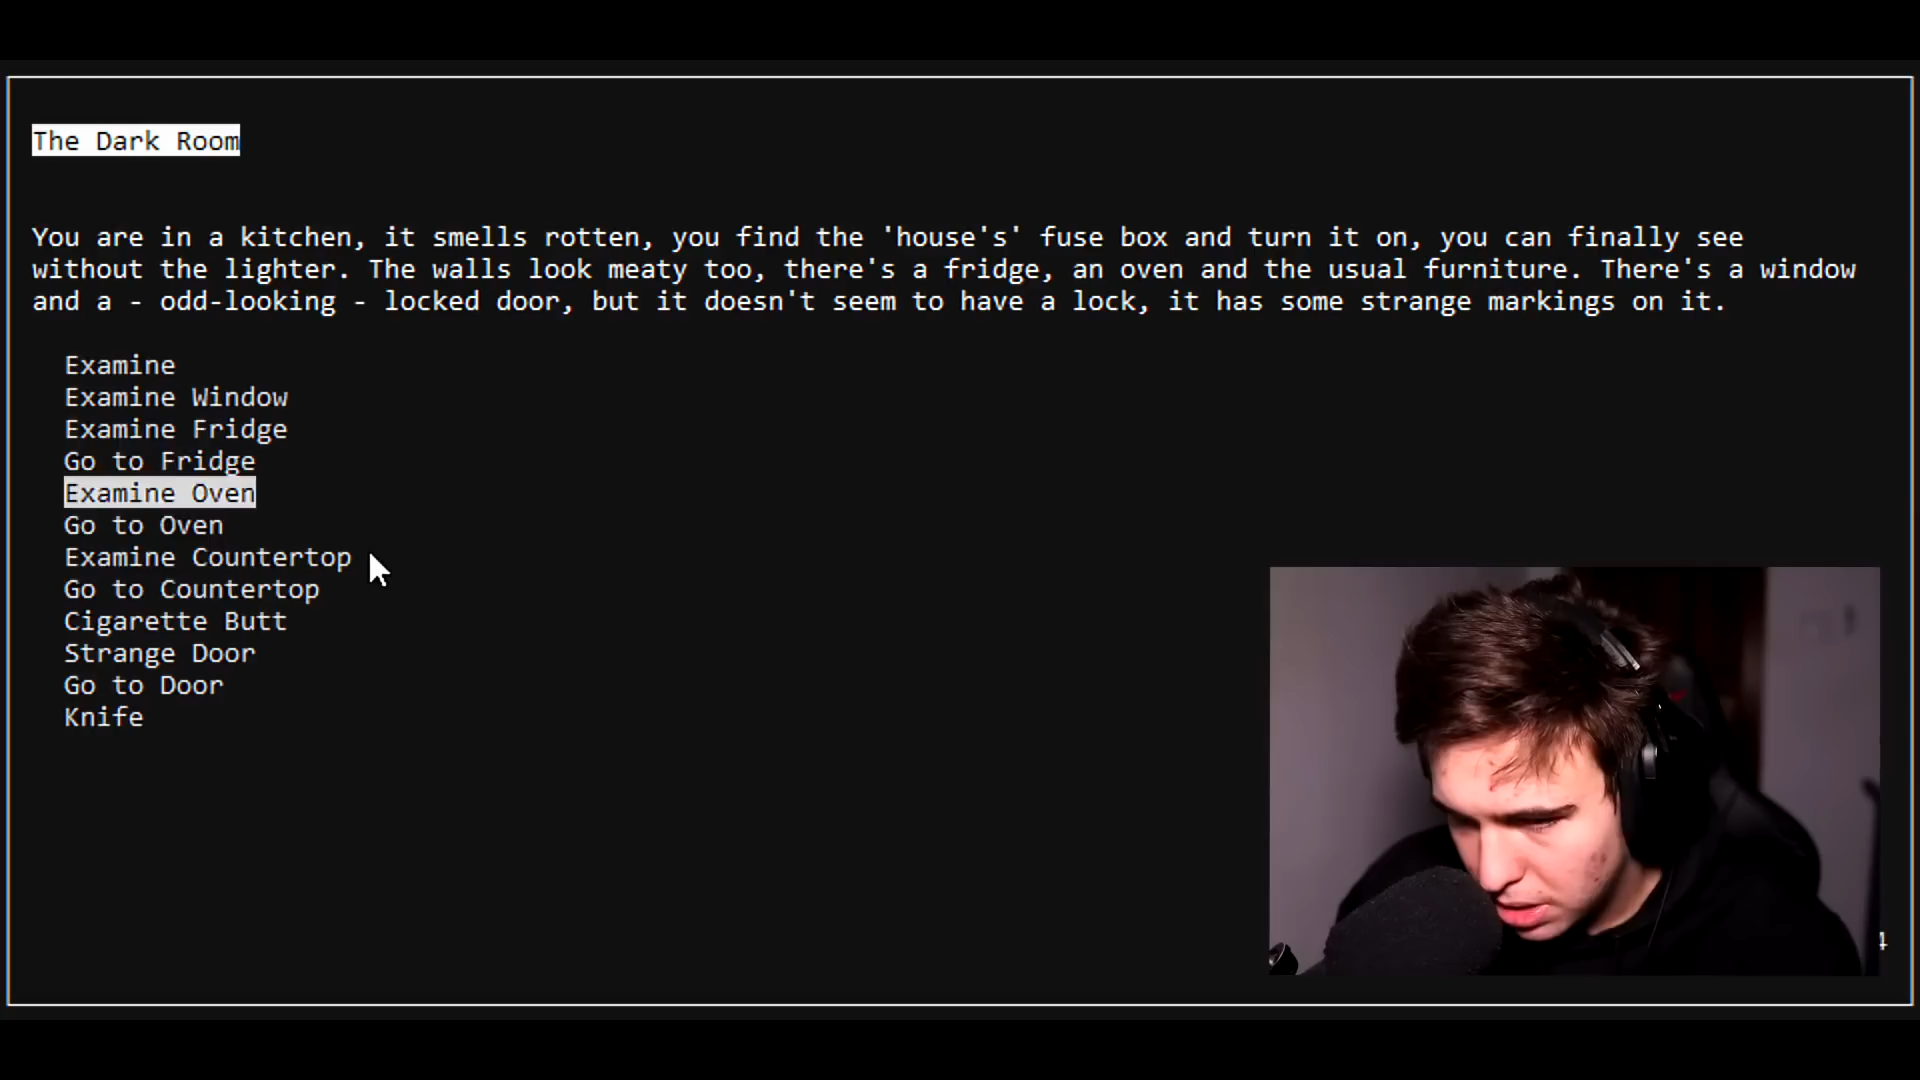 The Dark Room
You are in a kitchen, it smells rotten, you find the 'house's' fuse box and turn it on, you can finally see
without the lighter. The walls look meaty too, there's a fridge, an oven and the usual furniture. There's a window
and a - odd-looking - locked door, but it doesn't seem to have a lock, it has some strange markings on it.
Examine
Examine Window
Examine Fridge
Go to Fridge
Examine Oven
Go to Oven
Examine Countertop
Go to Countertop
Cigarette Butt
Strange Door
Go to Door
Knife